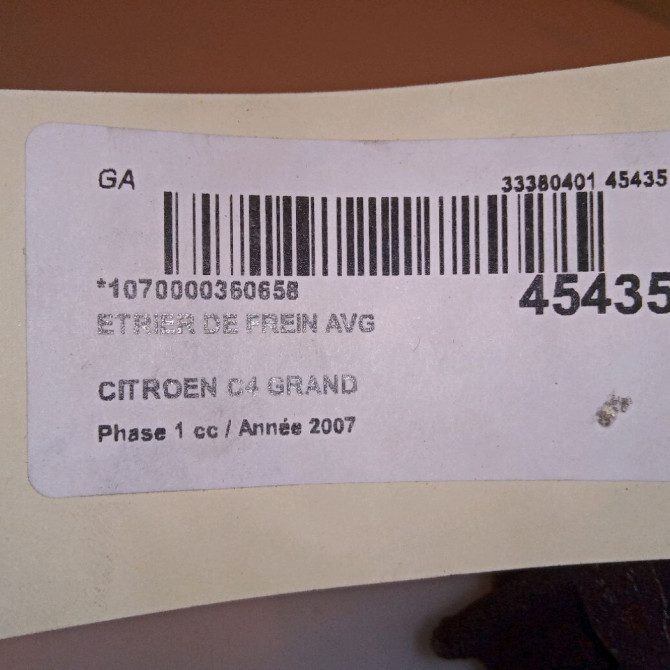 GA
33380401 45435
*1070000360658
45435
ETRIER DE FREIN AVG
CITROEN C4 GRAND
Phase 1 cc / Année 2007